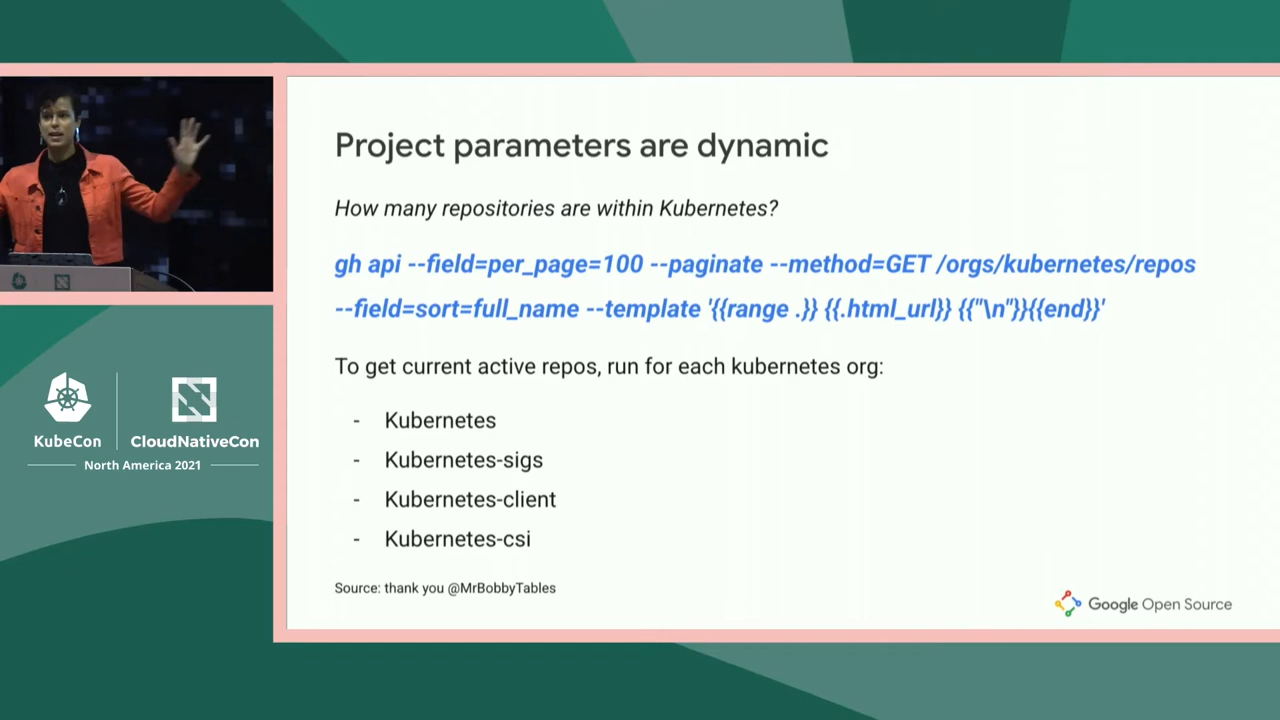 Project parameters are dynamic
How many repositories are within Kubernetes?
gh api --field=per_page=100 --paginate --method=GET /orgs/kubernetes/repos
--field=sort=full_name --template '{{range .}} {{.html_url}} {{"\n"}}{{end}}'
To get current active repos, run for each kubernetes org:
- Kubernetes
- Kubernetes-sigs
- Kubernetes-client
- Kubernetes-csi
Source: thank you @MrBobbyTables
Google Open Source
KubeCon
CloudNativeCon
North America 2021